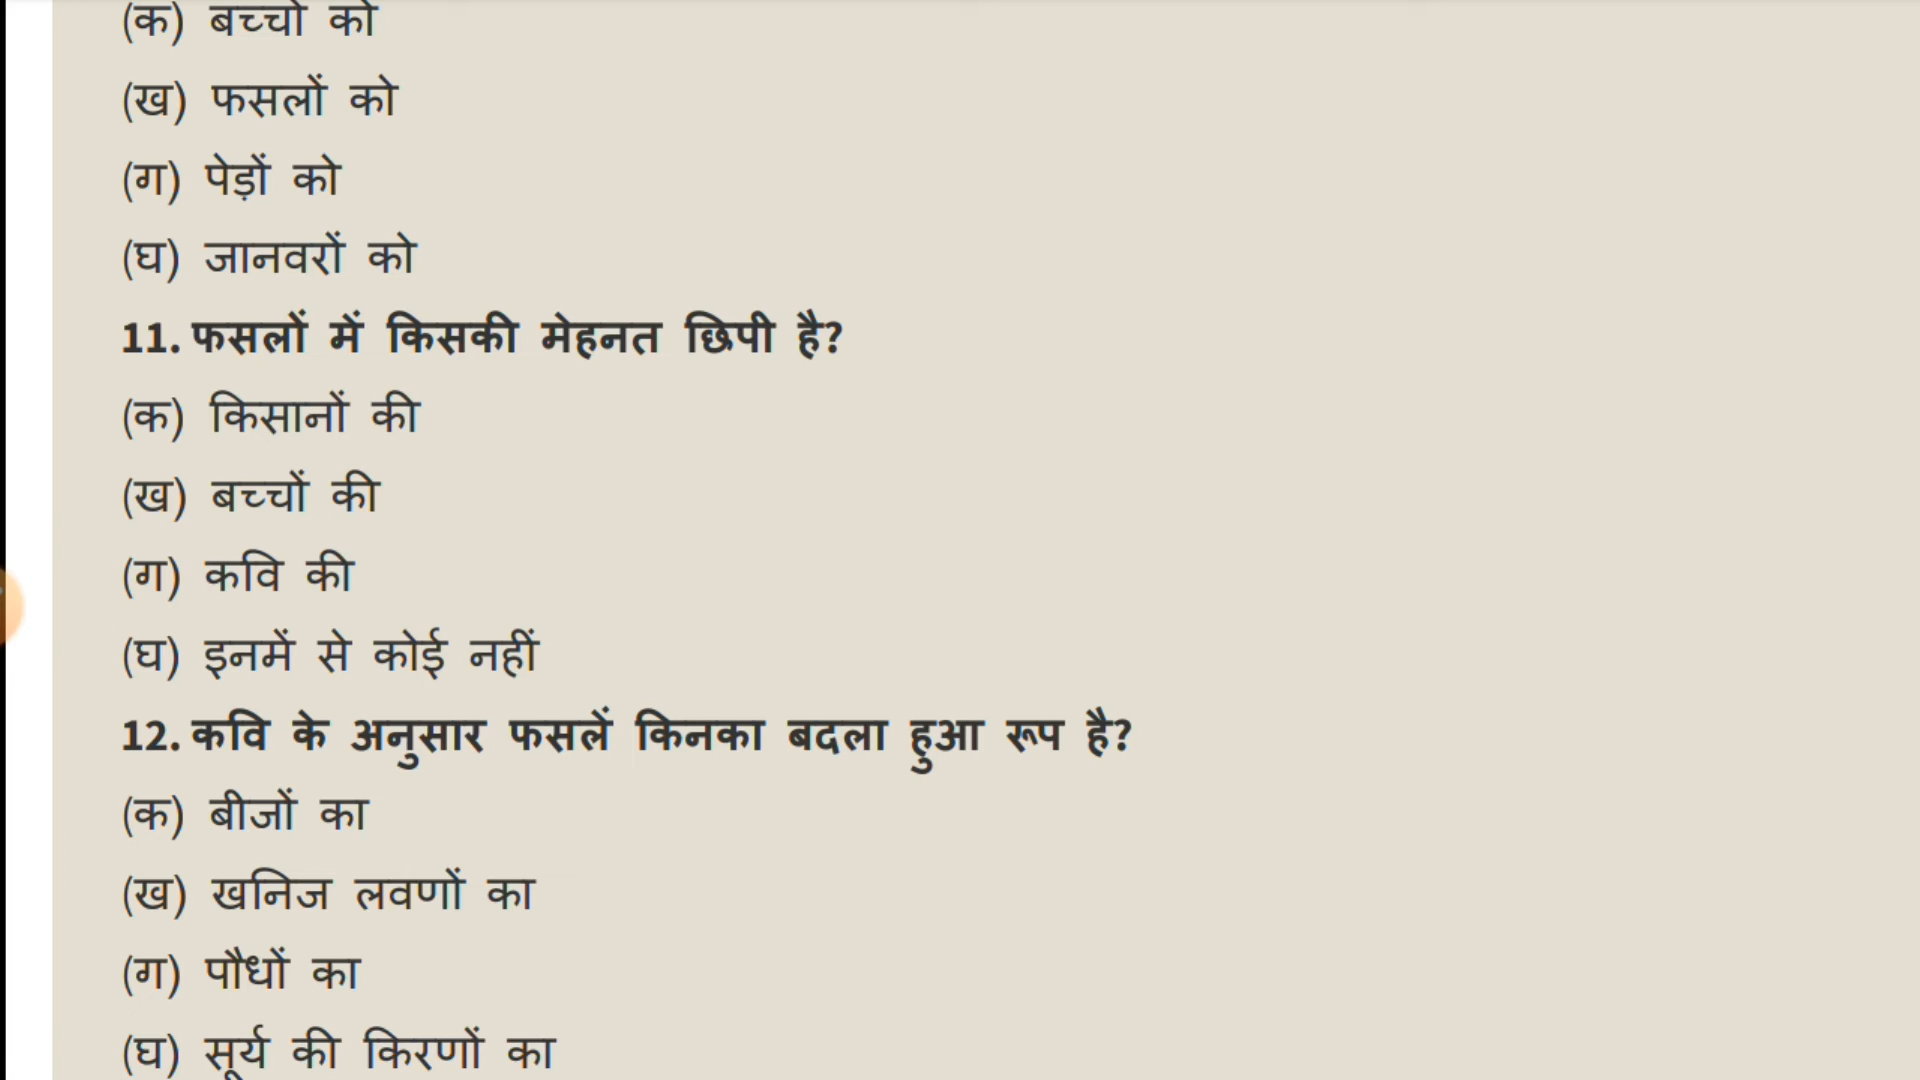 (क) बच्चों को
(ख) फसलों को
(ग) पेड़ों को
(घ) जानवरों को
11. फसलों में किसकी मेहनत छिपी है?
(क) किसानों की
(ख) बच्चों की
(ग) कवि की
(घ) इनमें से कोई नहीं
12. कवि के अनुसार फसलें किनका बदला हुआ रूप है?
(क) बीजों का
(ख) खनिज लवणों का
(ग) पौधों का
(घ) सूर्य की किरणों का